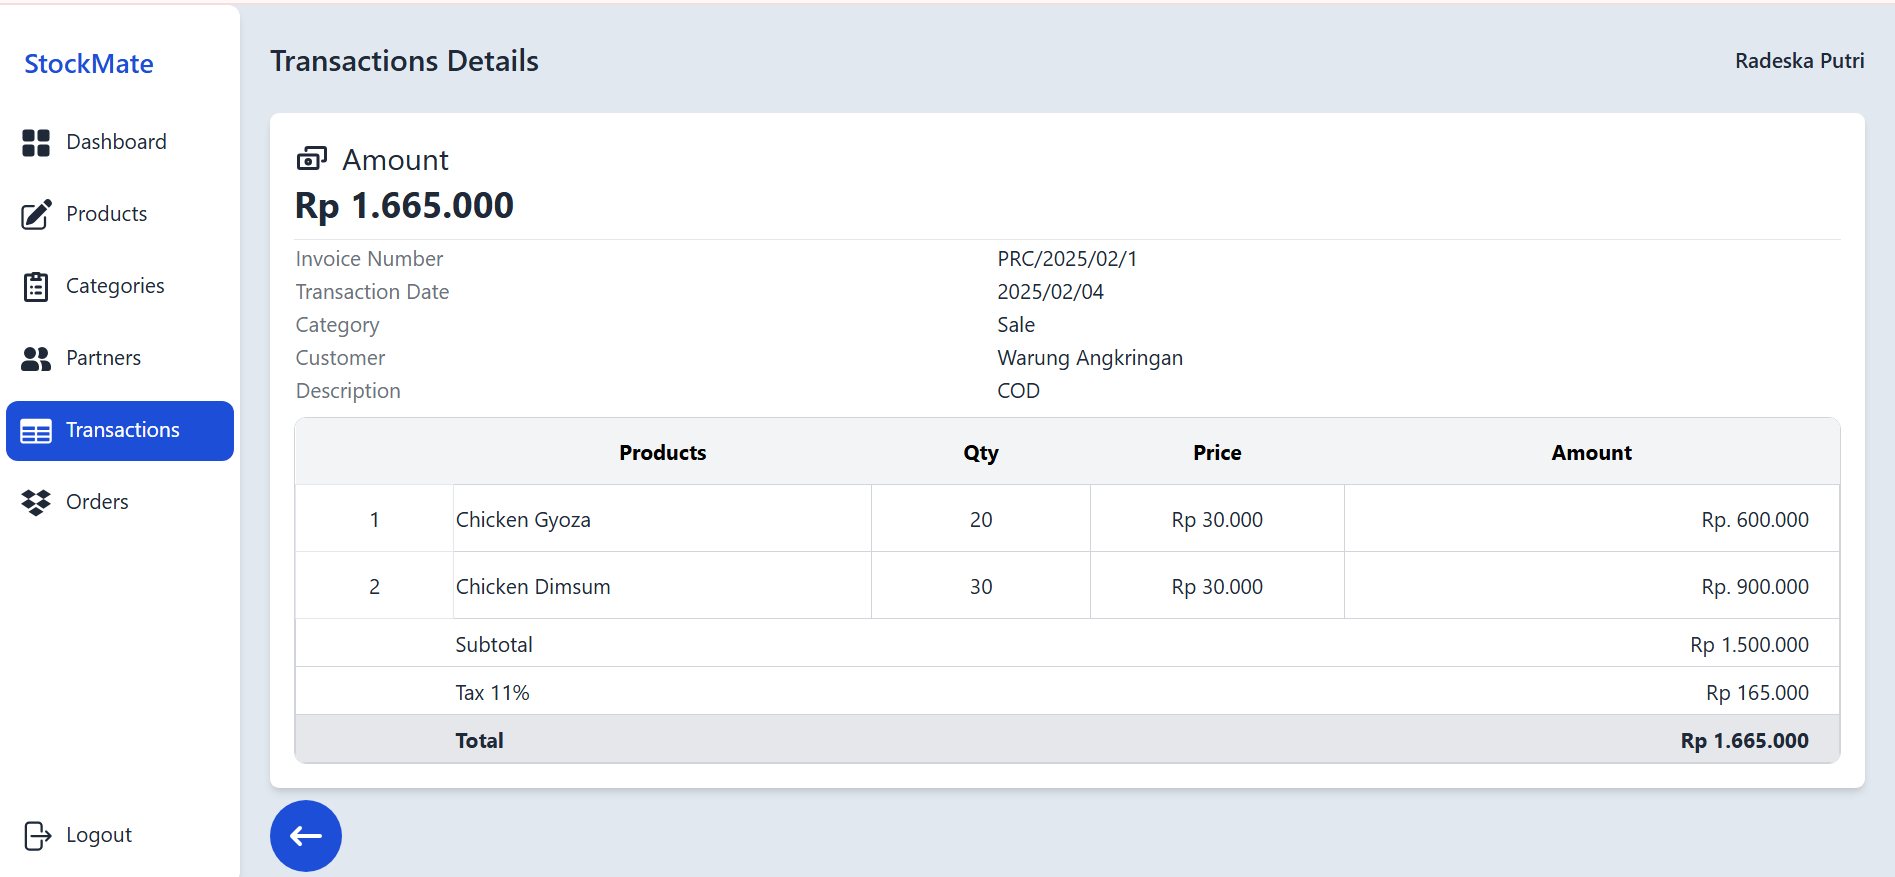 StockMate
Dashboard
Products
Categories
Partners
Transactions
Orders
Logout
Transactions Details
Radeska Putri
Amount
Rp 1.665.000
Invoice Number PRC/2025/02/1
Transaction Date 2025/02/04
Category Sale
Customer Warung Angkringan
Description COD
Products Qty Price Amount
1 Chicken Gyoza 20 Rp 30.000 Rp. 600.000
2 Chicken Dimsum 30 Rp 30.000 Rp. 900.000
Subtotal Rp 1.500.000
Tax 11% Rp 165.000
Total Rp 1.665.000